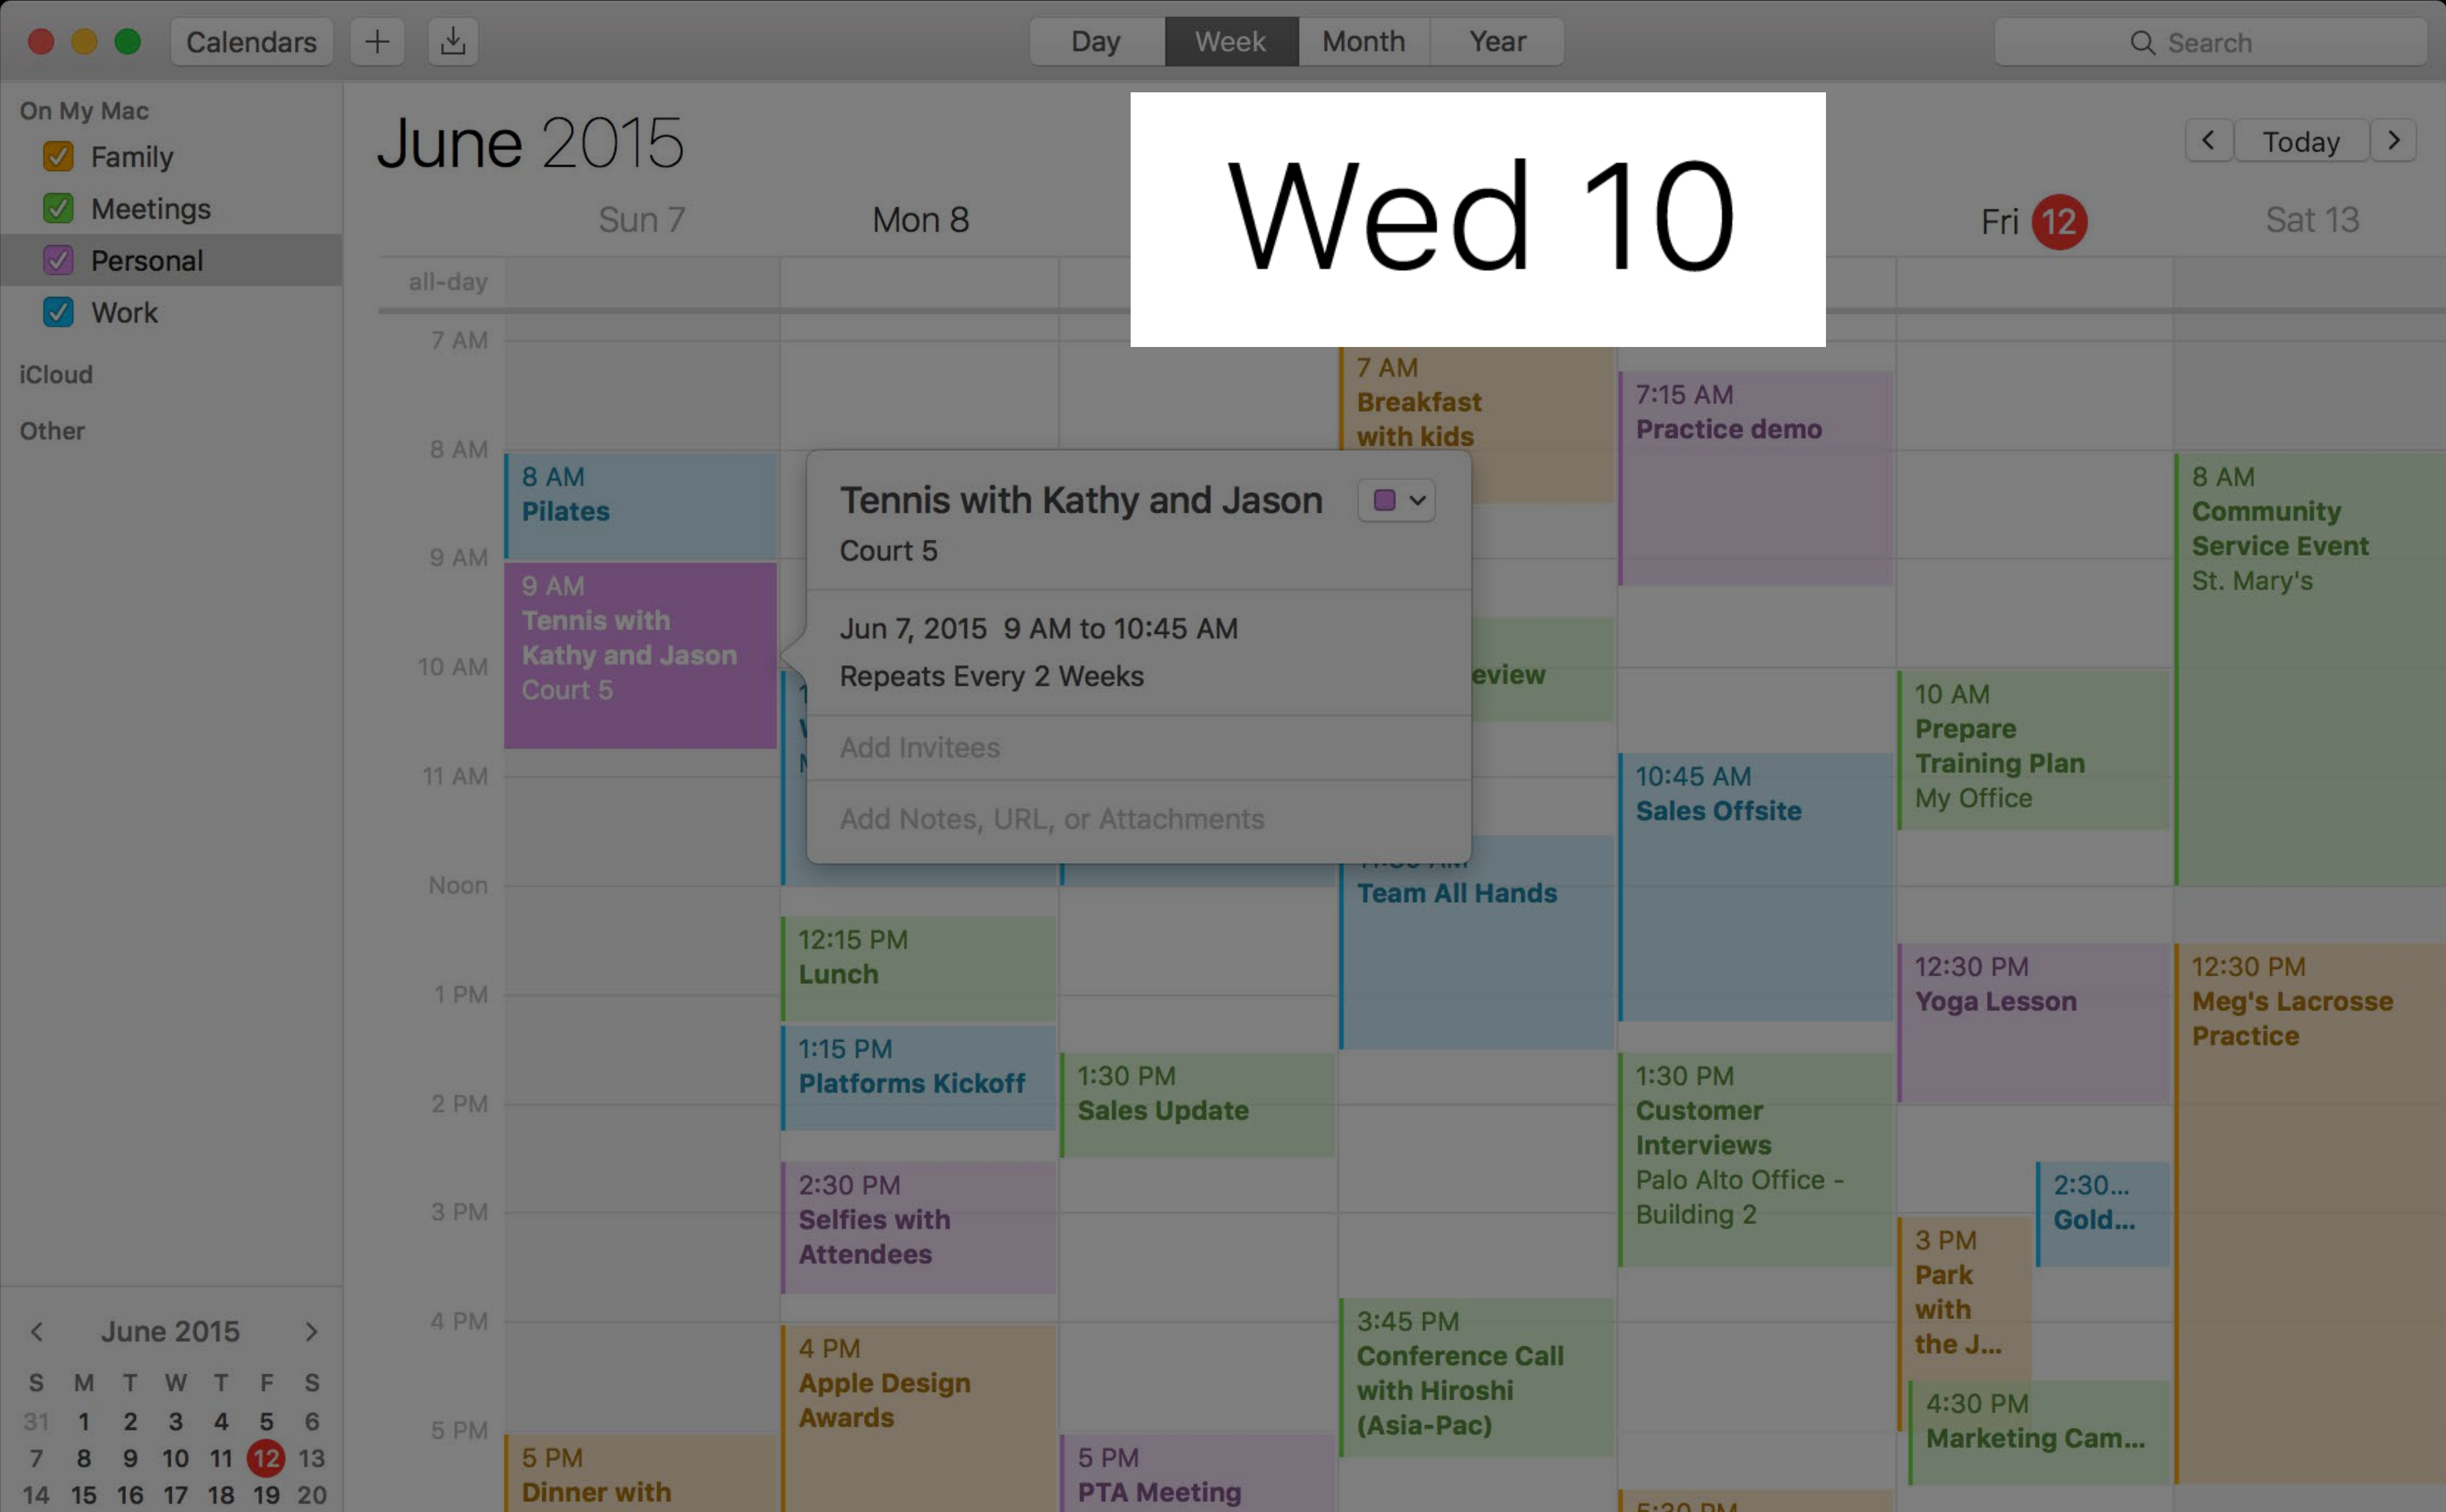 Calendars
Day
Week
Month
Year
Search
On My Mac
Family
Meetings
Personal
Work
iCloud
Other
June 2015
Today
Sun 7
Mon 8
Wed 10
Fri 12
Sat 13
all-day
7 AM
8 AM
9 AM
10 AM
11 AM
Noon
1 PM
2 PM
3 PM
4 PM
5 PM
8 AM
Pilates
9 AM
Tennis with
Kathy and Jason
Court 5
5 PM
Dinner with
Tennis with Kathy and Jason
Court 5
Jun 7, 2015 9 AM to 10:45 AM
Repeats Every 2 Weeks
Add Invitees
Add Notes, URL, or Attachments
12:15 PM
Lunch
1:15 PM
Platforms Kickoff
2:30 PM
Selfies with
Attendees
4 PM
Apple Design
Awards
1:30 PM
Sales Update
5 PM
PTA Meeting
7 AM
Breakfast
with kids
eview
Team All Hands
3:45 PM
Conference Call
with Hiroshi
(Asia-Pac)
7:15 AM
Practice demo
10:45 AM
Sales Offsite
1:30 PM
Customer
Interviews
Palo Alto Office -
Building 2
5:30 PM
10 AM
Prepare
Training Plan
My Office
12:30 PM
Yoga Lesson
2:30...
Gold...
3 PM
Park
with
the J...
4:30 PM
Marketing Cam...
8 AM
Community
Service Event
St. Mary's
12:30 PM
Meg's Lacrosse
Practice
June 2015
S M T W T F S
31 1 2 3 4 5 6
7 8 9 10 11 12 13
14 15 16 17 18 19 20